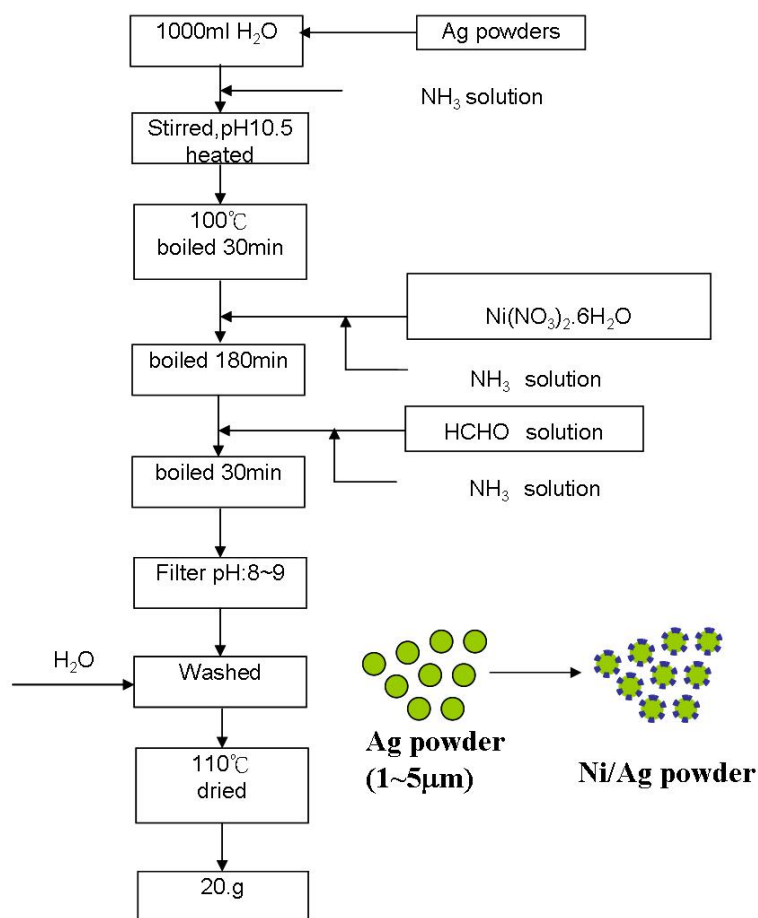 1000ml H₂O
Ag powders
NH₃ solution
Stirred,pH10.5
heated
100℃
boiled 30min
Ni(NO₃)₂.6H₂O
boiled 180min
NH₃ solution
HCHO solution
boiled 30min
NH₃ solution
Filter pH:8~9
H₂O
Washed
Ag powder
(1~5μm)
Ni/Ag powder
110℃
dried
20.g